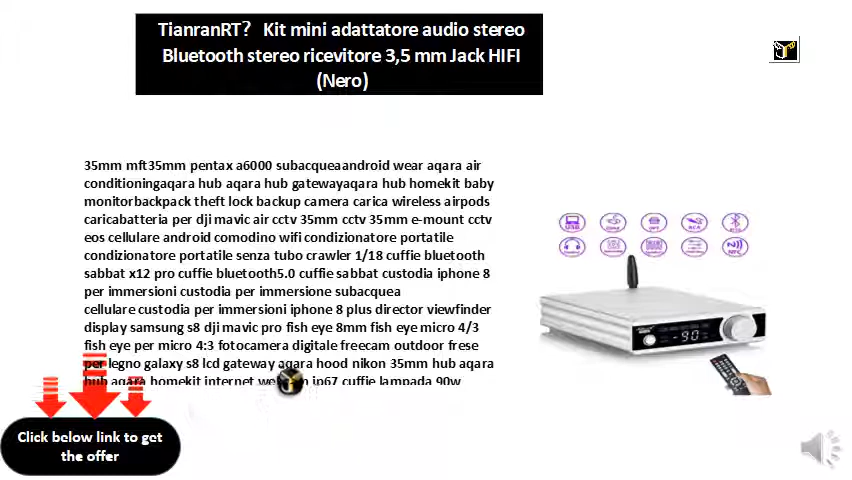 TianranRT? Kit mini adattatore audio stereo
Bluetooth stereo ricevitore 3,5 mm Jack HIFI
(Nero)
35mm mft35mm pentax a6000 subacqueaandroid wear aqara air
conditioningaqara hub aqara hub gatewayaqara hub homekit baby
monitorbackpack theft lock backup camera carica wireless airpods
caricabatteria per dji mavic air cctv 35mm cctv 35mm e-mount cctv
eos cellulare android comodino wifi condizionatore portatile
condizionatore portatile senza tubo crawler 1/18 cuffie bluetooth
sabbat x12 pro cuffie bluetooth5.0 cuffie sabbat custodia iphone 8
per immersioni custodia per immersione subacquea
cellulare custodia per immersioni iphone 8 plus director viewfinder
display samsung s8 dji mavic pro fish eye 8mm fish eye micro 4/3
fish eye per micro 4:3 fotocamera digitale freecam outdoor frese
per legno galaxy s8 lcd gateway aqara hood nikon 35mm hub aqara
hub aqara homekit internet ip67 cuffie lampada 90w
USB
RCA
NFC
-90
Click below link to get
the offer